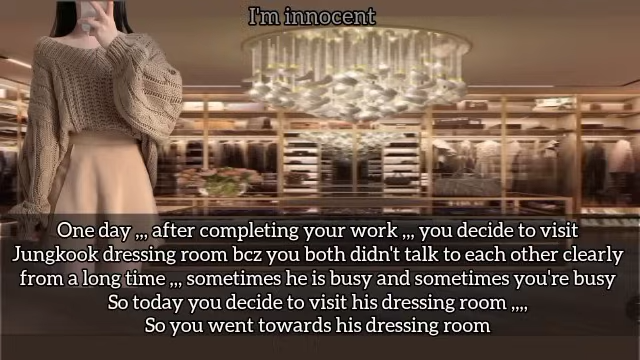 I'm innocent
One day ,,, after completing your work ,,, you decide to visit
Jungkook dressing room bcz you both didn't talk to each other clearly
from a long time ,,, sometimes he is busy and sometimes you're busy
So today you decide to visit his dressing room ,,,,
So you went towards his dressing room